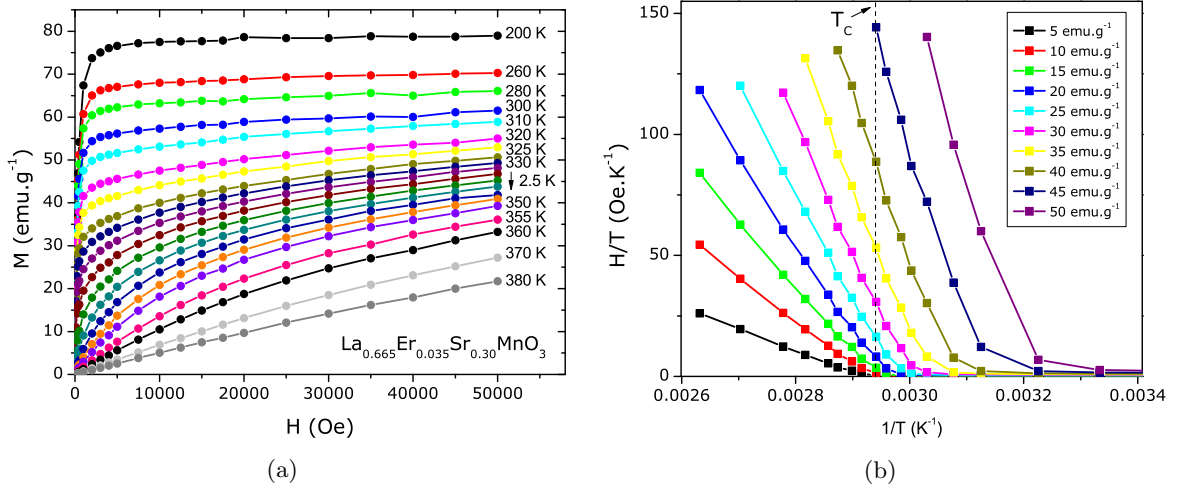 80
70
60
50
40
30
20
10
0
M (emu.g⁻¹)
200 K
260 K
280 K
300 K
310 K
320 K
325 K
330 K
2.5 K
350 K
355 K
360 K
370 K
380 K
La₀.₆₆₅Er₀.₀₃₅Sr₀.₃₀MnO₃
0 10000 20000 30000 40000 50000
H (Oe)
(a)
150
100
50
0
H/T (Oe.K⁻¹)
T_C
5 emu.g⁻¹
10 emu.g⁻¹
15 emu.g⁻¹
20 emu.g⁻¹
25 emu.g⁻¹
30 emu.g⁻¹
35 emu.g⁻¹
40 emu.g⁻¹
45 emu.g⁻¹
50 emu.g⁻¹
0.0026 0.0028 0.0030 0.0032 0.0034
1/T (K⁻¹)
(b)